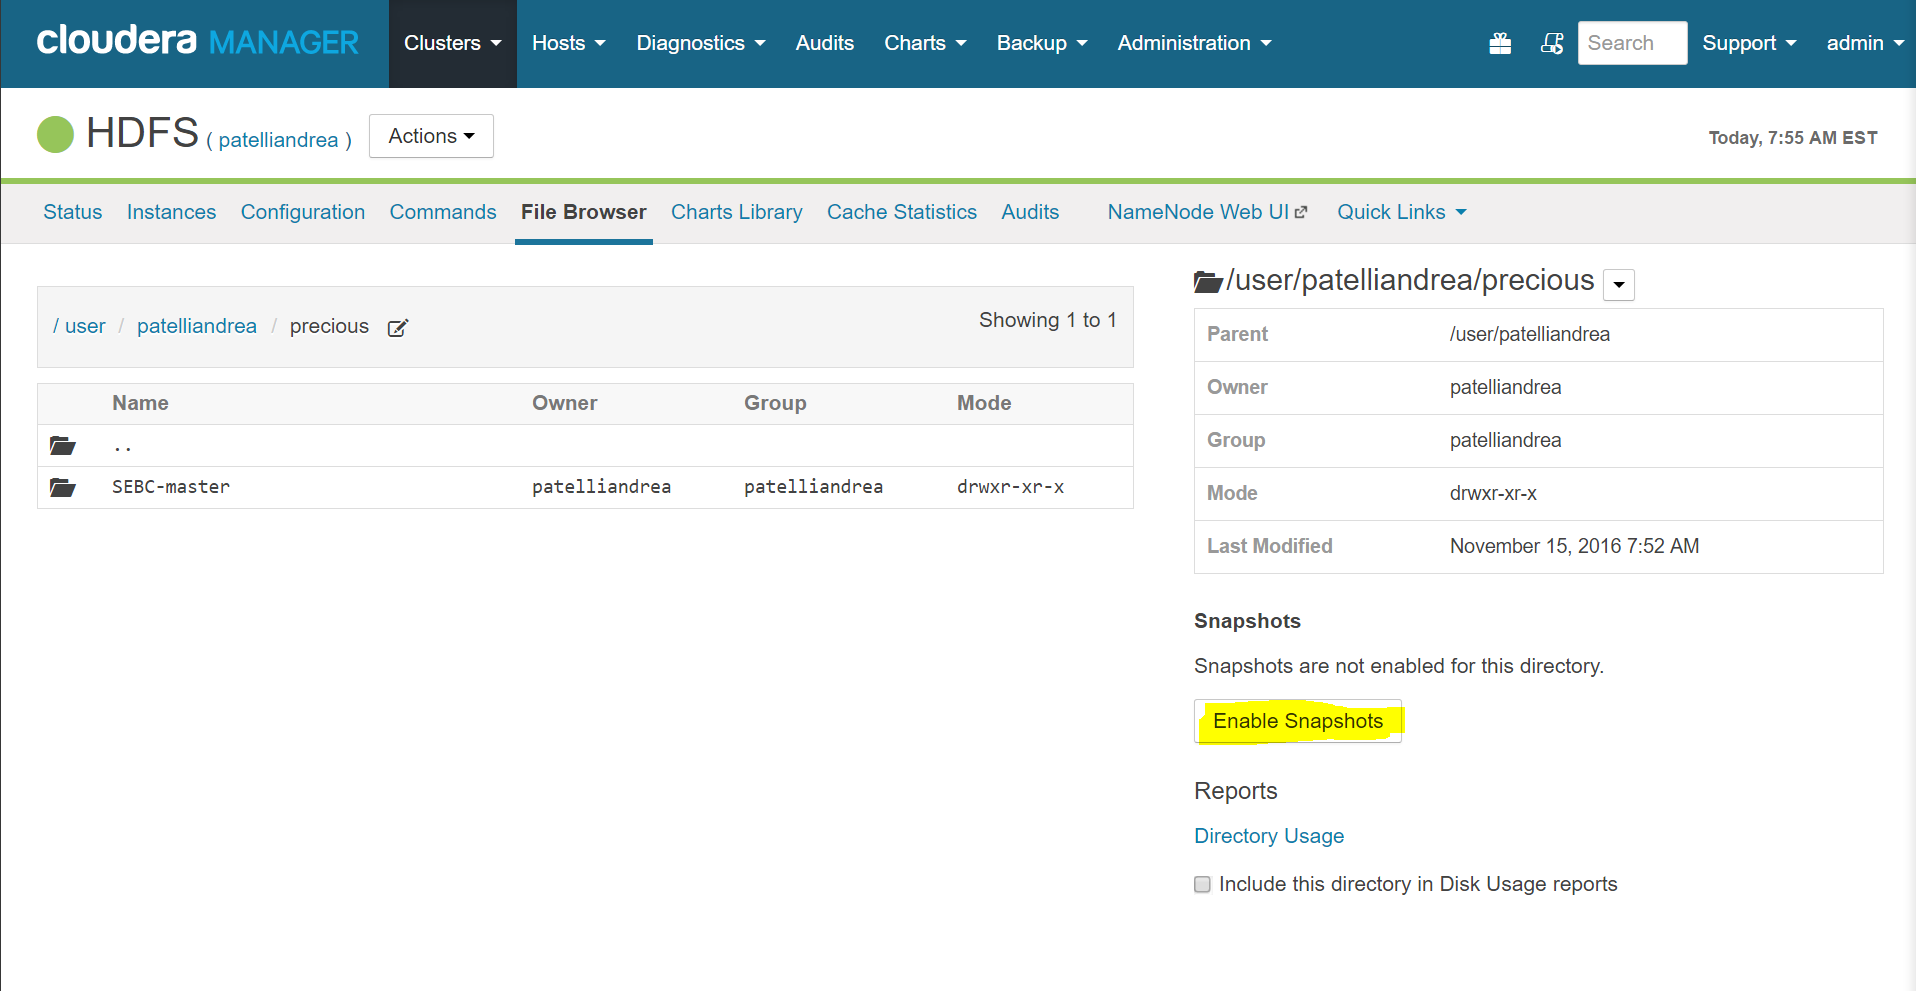 cloudera MANAGER Clusters Hosts Diagnostics Audits Charts Backup Administration Search Support admin
HDFS ( patelliandrea ) Actions Today, 7:55 AM EST
Status Instances Configuration Commands File Browser Charts Library Cache Statistics Audits NameNode Web UI Quick Links
/ user / patelliandrea / precious Showing 1 to 1
Name Owner Group Mode
..
SEBC-master patelliandrea patelliandrea drwxr-xr-x
/user/patelliandrea/precious
Parent /user/patelliandrea
Owner patelliandrea
Group patelliandrea
Mode drwxr-xr-x
Last Modified November 15, 2016 7:52 AM
Snapshots
Snapshots are not enabled for this directory.
Enable Snapshots
Reports
Directory Usage
Include this directory in Disk Usage reports